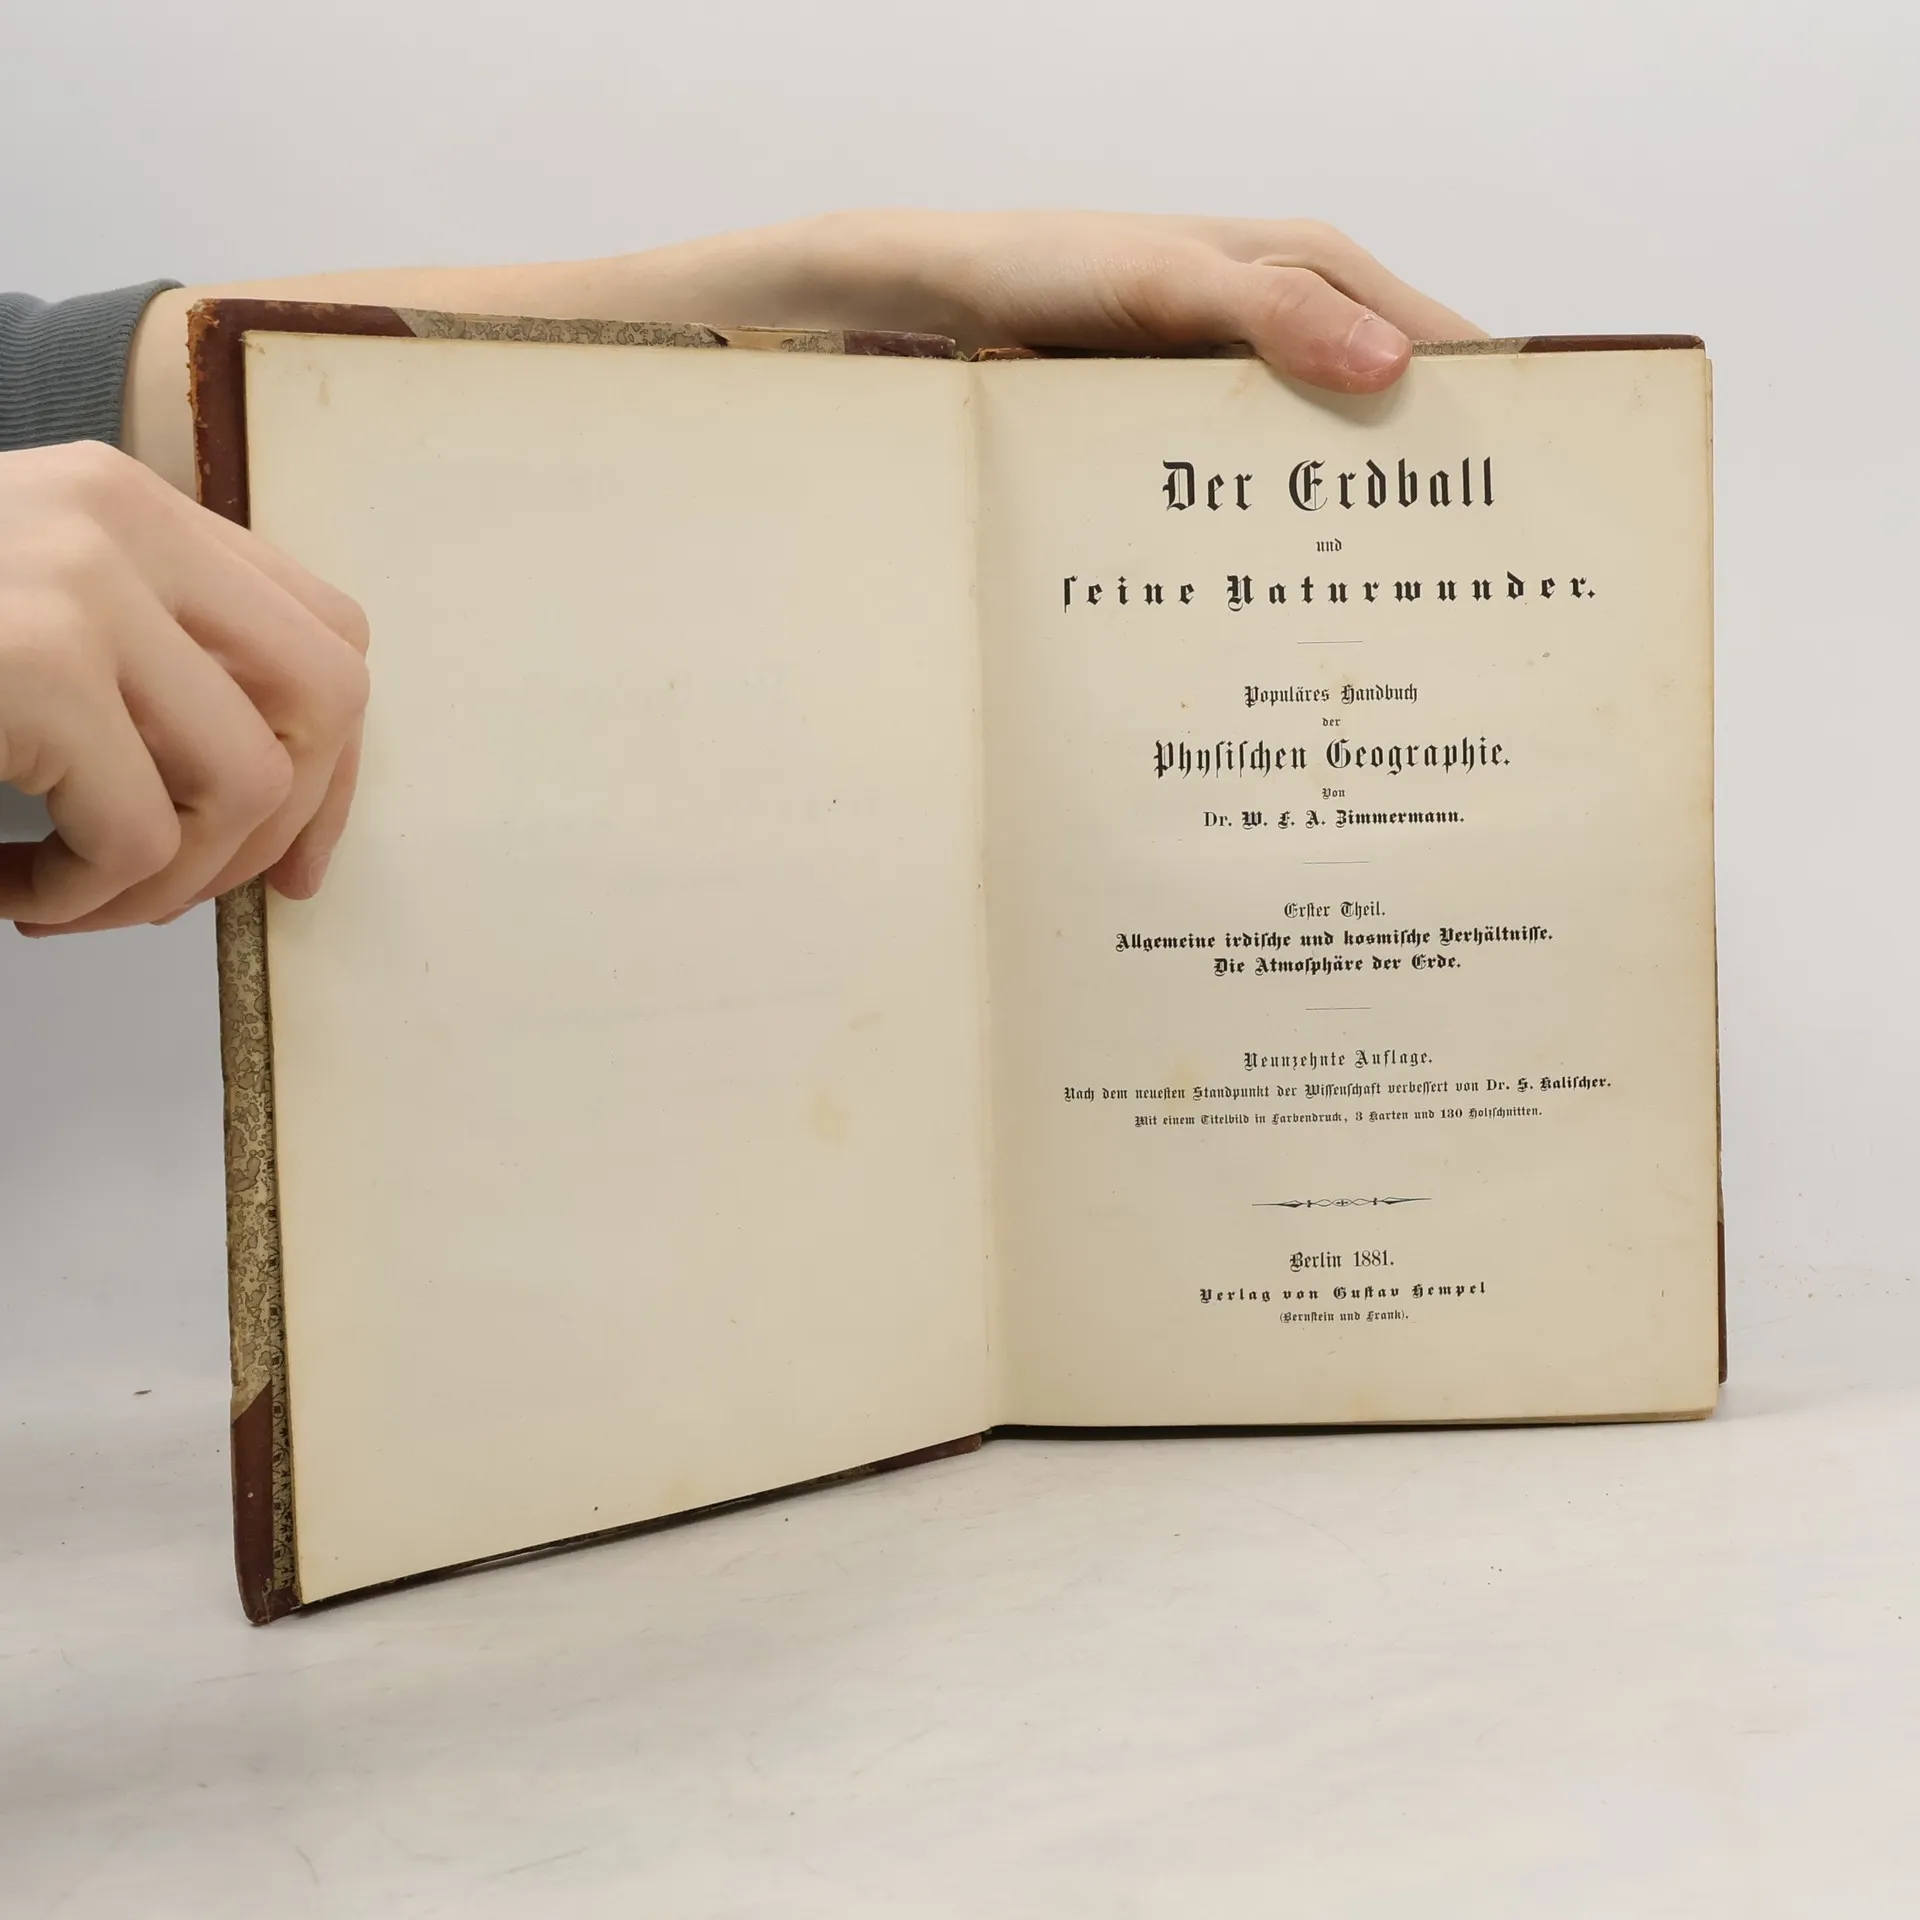 Der Erdball
und
ſeine Naturwunder.
Populäres Handbuch
der
Phyſiſchen Geographie.
Von
Dr. W. F. A. Zimmermann.
Erſter Theil.
Allgemeine irdiſche und kosmiſche Verhältniſſe.
Die Atmoſphäre der Erde.
Neunzehnte Auflage.
Nach dem neueſten Standpunkt der Wiſſenſchaft verbeſſert von Dr. S. Kaliſcher.
Mit einem Titelbild in Farbendruck, 3 Karten und 130 Holzſchnitten.
Berlin 1881.
Verlag von Guſtav Hempel
(Bernſtein und Frank).